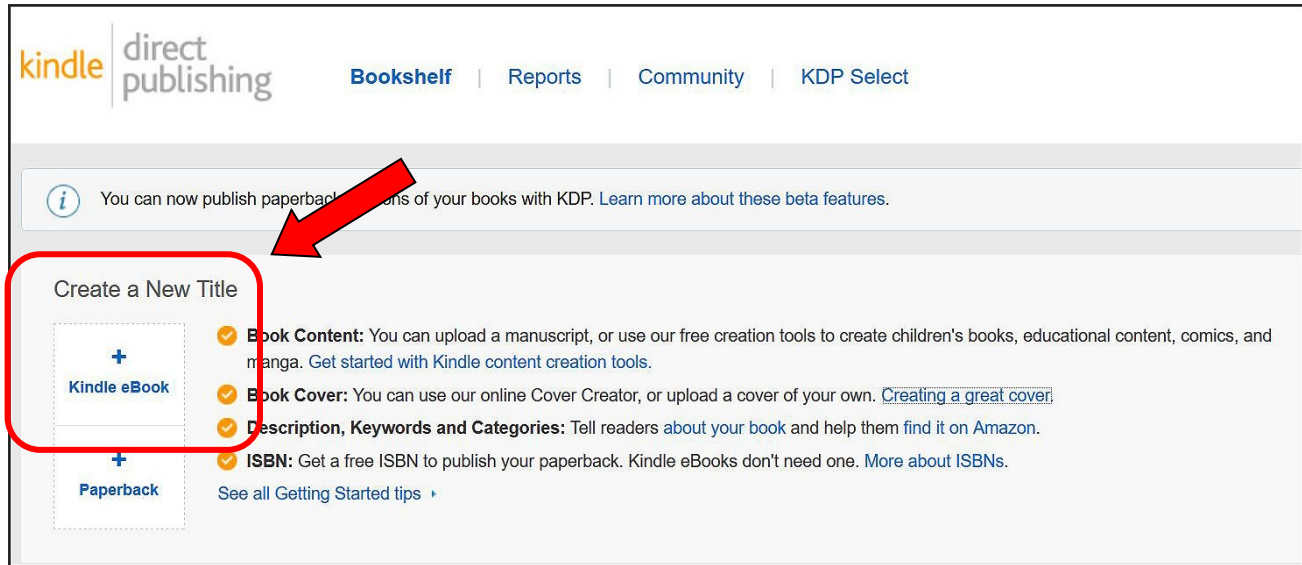 kindle direct publishing
Bookshelf | Reports | Community | KDP Select
i You can now publish paperback ons of your books with KDP. Learn more about these beta features.
Create a New Title
+
Kindle eBook
+
Paperback
Book Content: You can upload a manuscript, or use our free creation tools to create children's books, educational content, comics, and
manga. Get started with Kindle content creation tools.
Book Cover: You can use our online Cover Creator, or upload a cover of your own. Creating a great cover.
Description, Keywords and Categories: Tell readers about your book and help them find it on Amazon.
ISBN: Get a free ISBN to publish your paperback. Kindle eBooks don't need one. More about ISBNs.
See all Getting Started tips